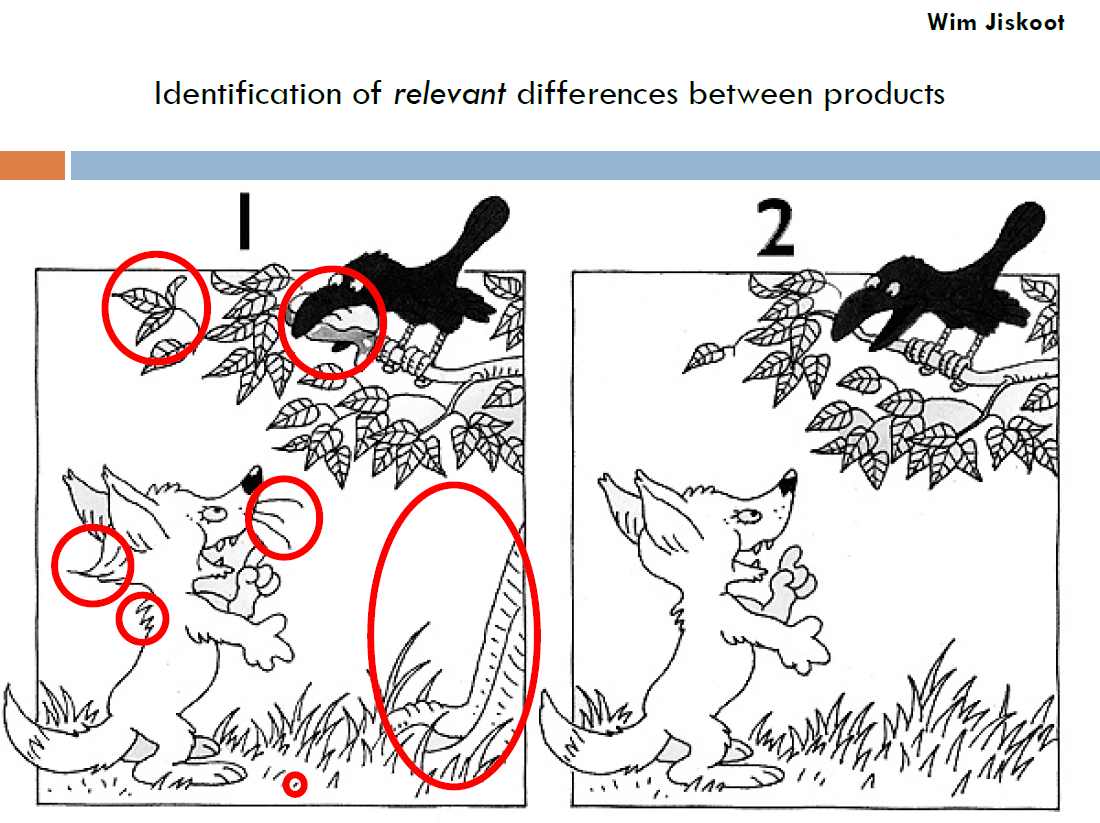 Wim Jiskoot
Identification of relevant differences between products
1
2